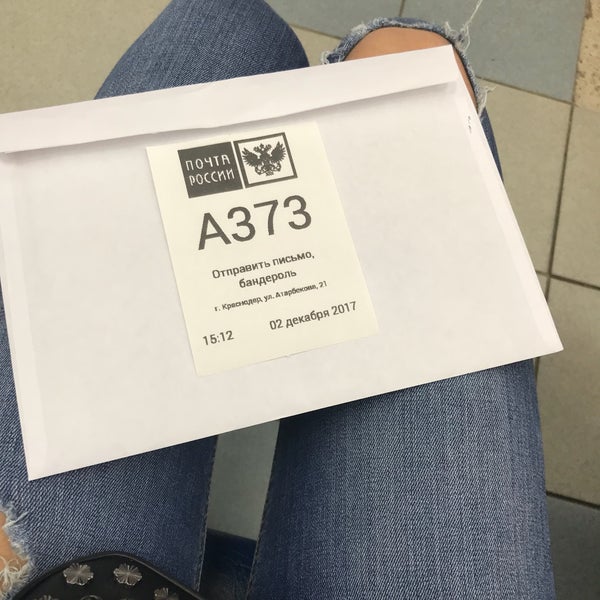 ПОЧТА
РОССИИ
А373
Отправить письмо,
бандероль
г. Краснодар, ул. Атарбекова, 21
15:12 02 декабря 2017